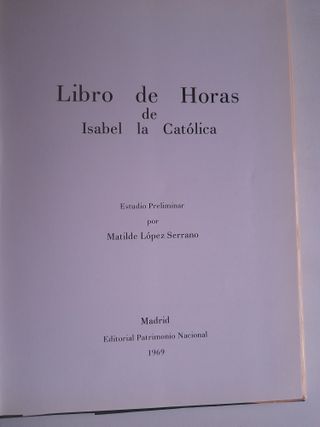 Libro de Horas
de
Isabel la Católica
Estudio Preliminar
por
Matilde López Serrano
Madrid
Editorial Patrimonio Nacional
1969